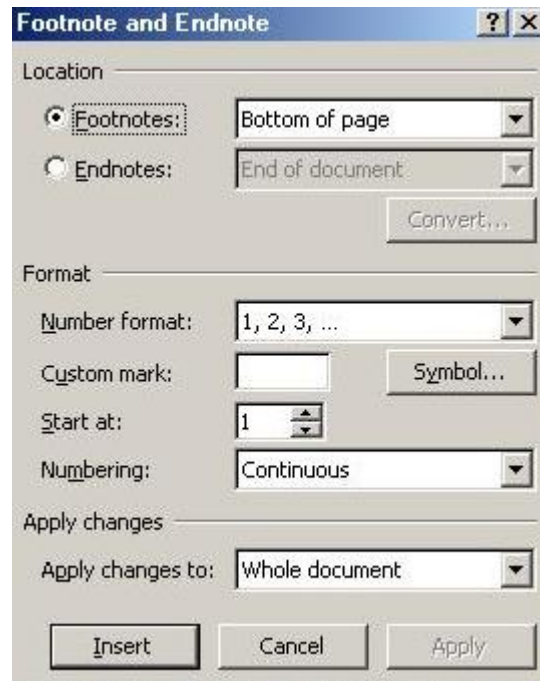 Footnote and Endnote ? ×
Location
Footnotes: Bottom of page
Endnotes: End of document
Convert...
Format
Number format: 1, 2, 3, ...
Custom mark: Symbol...
Start at: 1
Numbering: Continuous
Apply changes
Apply changes to: Whole document
Insert Cancel Apply